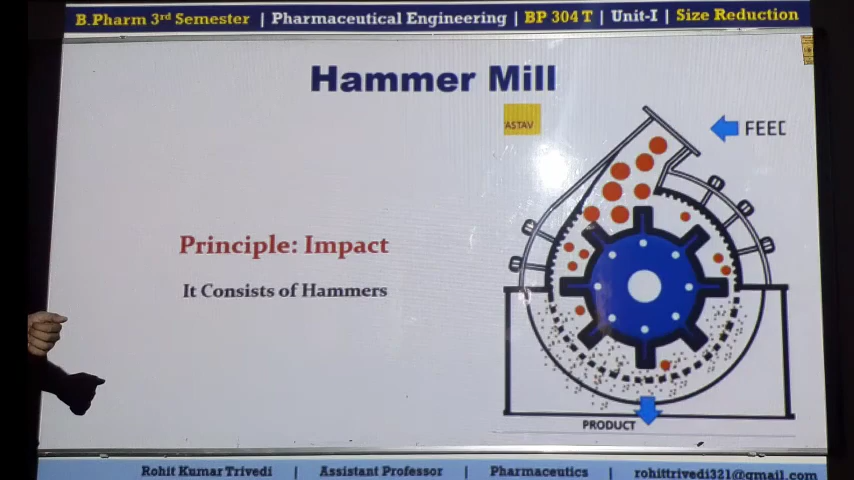 B.Pharm 3rd Semester | Pharmaceutical Engineering | BP 304 T | Unit-I | Size Reduction
Hammer Mill
ASTAV
FEED
Principle: Impact
It Consists of Hammers
PRODUCT
Rohit Kumar Trivedi | Assistant Professor | Pharmaceutics | rohittrivedi321@gmail.com